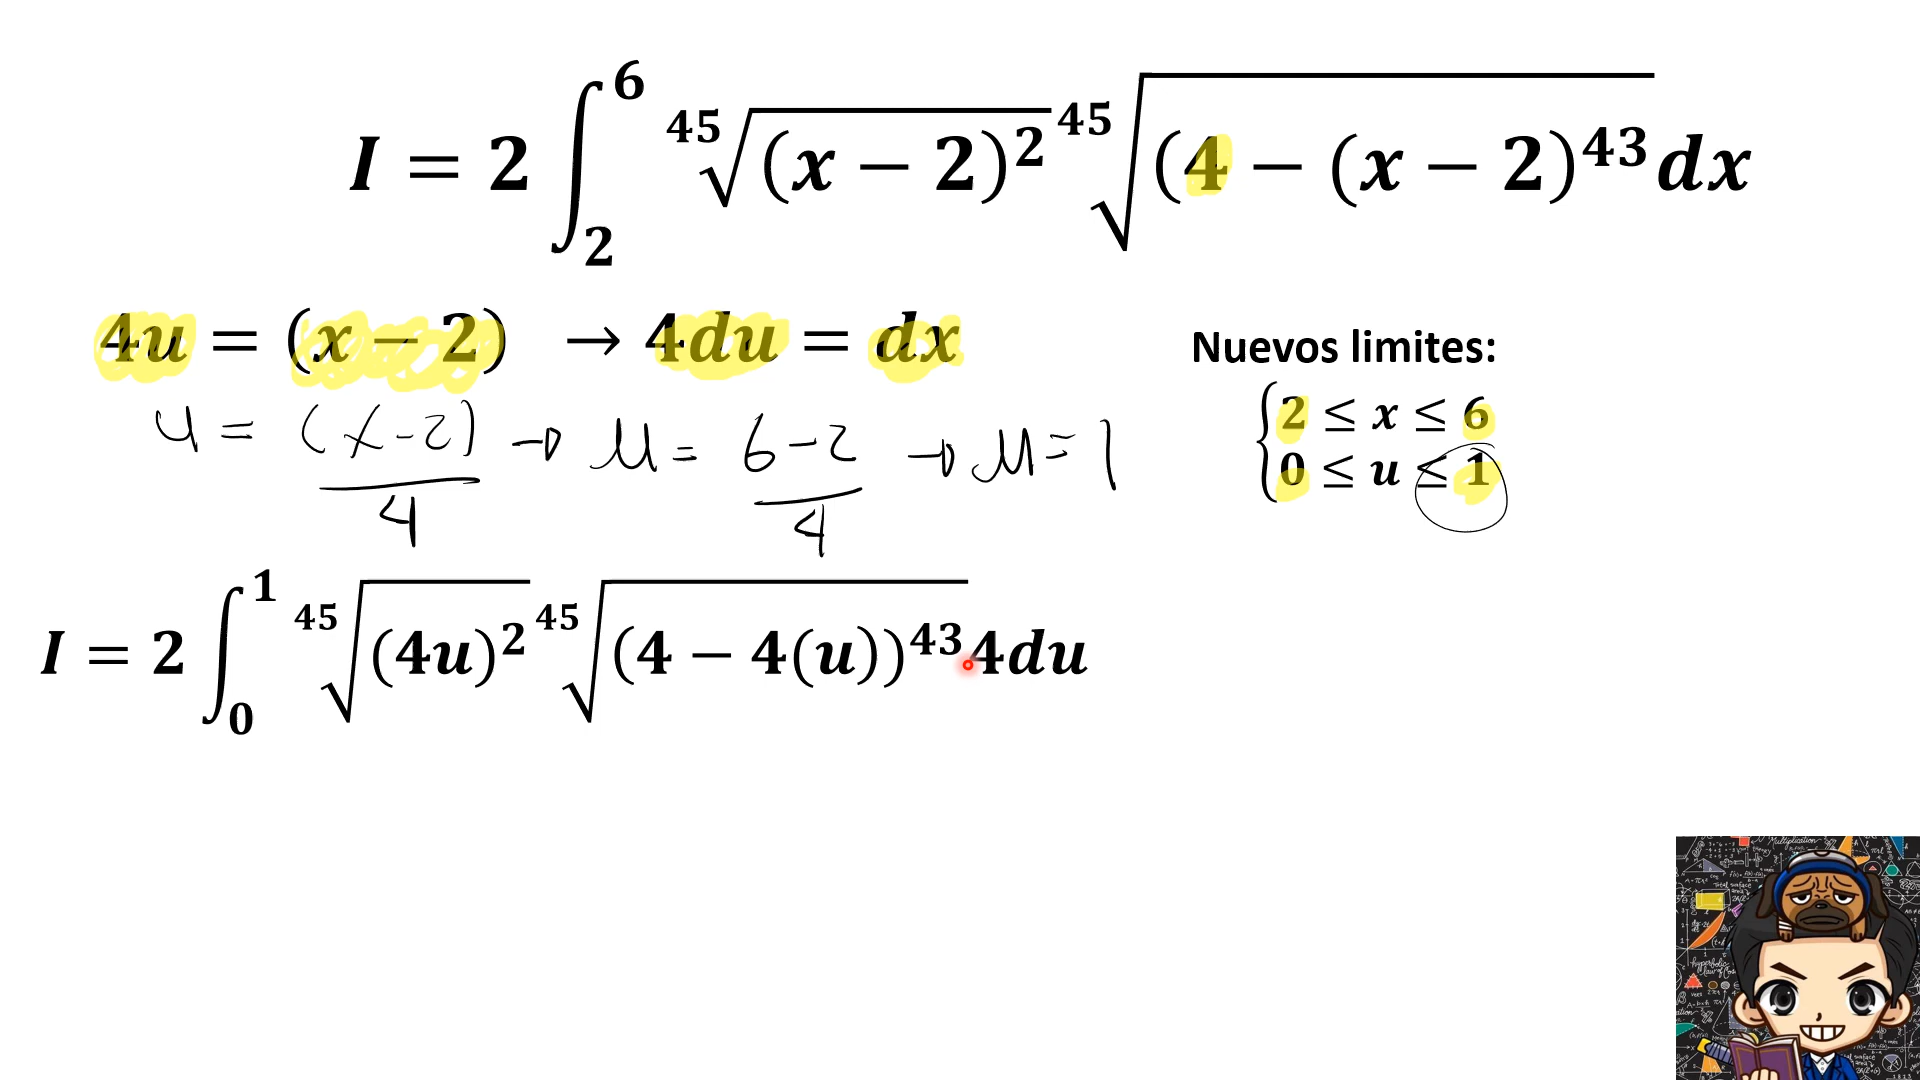 I = 2 ∫₂⁶ ⁴⁵√(x − 2)² ⁴⁵√(4 − (x − 2)⁴³ dx
4u = (x − 2) → 4du = dx
Nuevos limites:
2 ≤ x ≤ 6
0 ≤ u ≤ 1
u = (x-2)/4 → u = 6-2/4 → u = 1
I = 2 ∫₀¹ ⁴⁵√(4u)² ⁴⁵√(4 − 4(u))⁴³ 4du